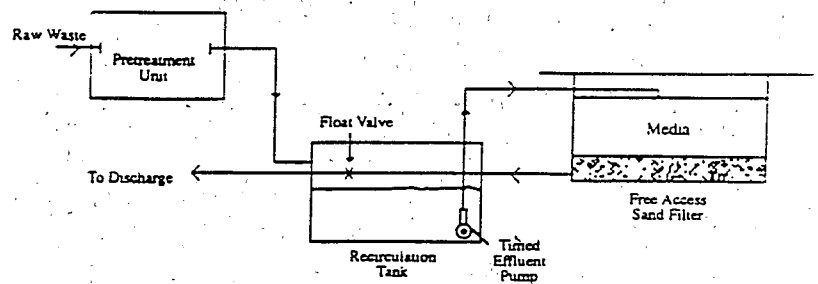 Raw Waste
Pretreatment
Unit
Float Valve
Media
To Discharge
Free Access
Sand Filter
Timed
Effluent
Pump
Recirculation
Tank